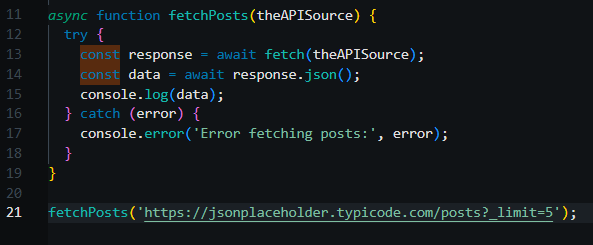 11 async function fetchPosts(theAPISource) {
12   try {
13     const response = await fetch(theAPISource);
14     const data = await response.json();
15     console.log(data);
16   } catch (error) {
17     console.error('Error fetching posts:', error);
18   }
19 }
20
21 fetchPosts('https://jsonplaceholder.typicode.com/posts?_limit=5');